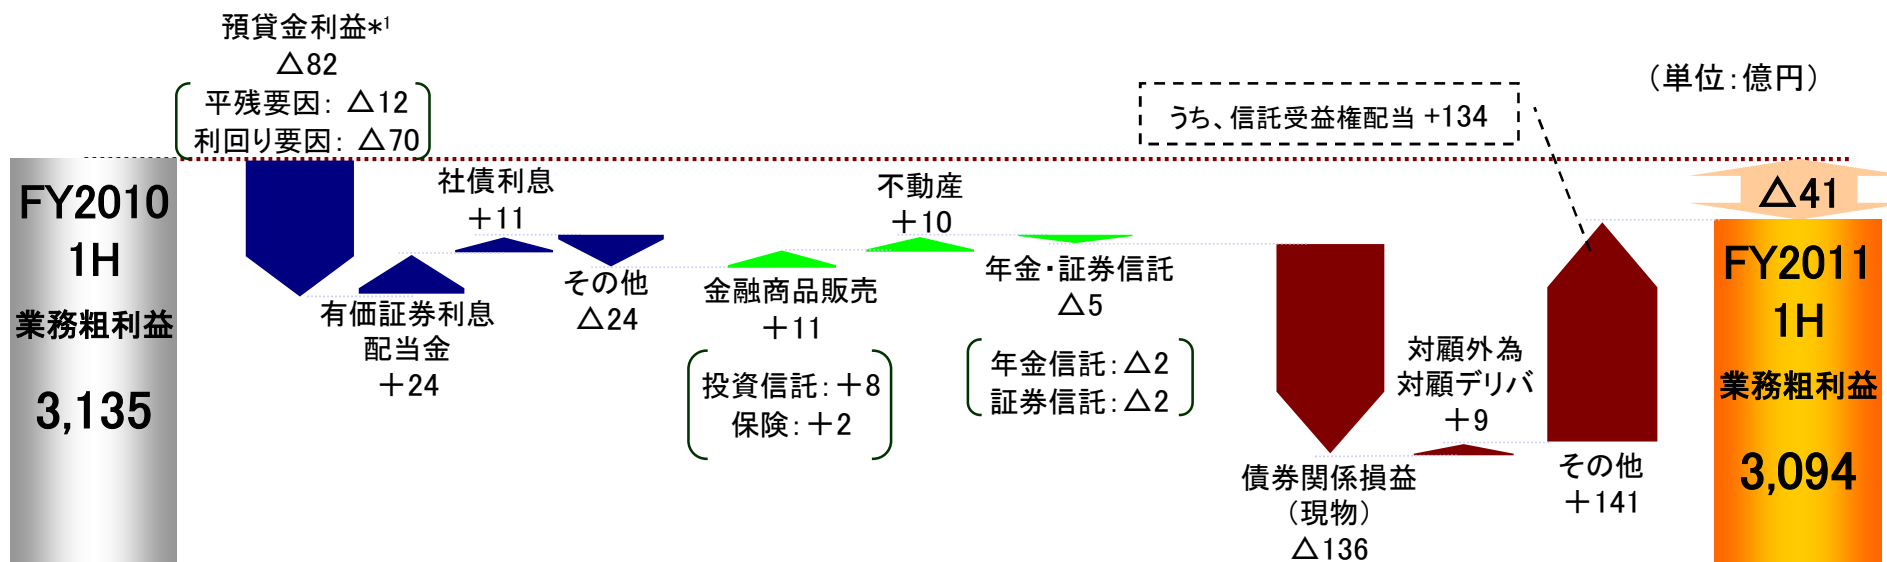 預貸金利益*1
△82
平残要因： △12
利回り要因： △70
（単位：億円）
うち、信託受益権配当 +134
FY2010
1H
業務粗利益
3,135
社債利息
＋11
有価証券利息
配当金
＋24
その他
△24
金融商品販売
＋11
投資信託：＋8
保険：＋2
不動産
＋10
年金・証券信託
△5
年金信託：△2
証券信託：△2
債券関係損益
（現物）
△136
対顧外為
対顧デリバ
＋9
その他
＋141
△41
FY2011
1H
業務粗利益
3,094